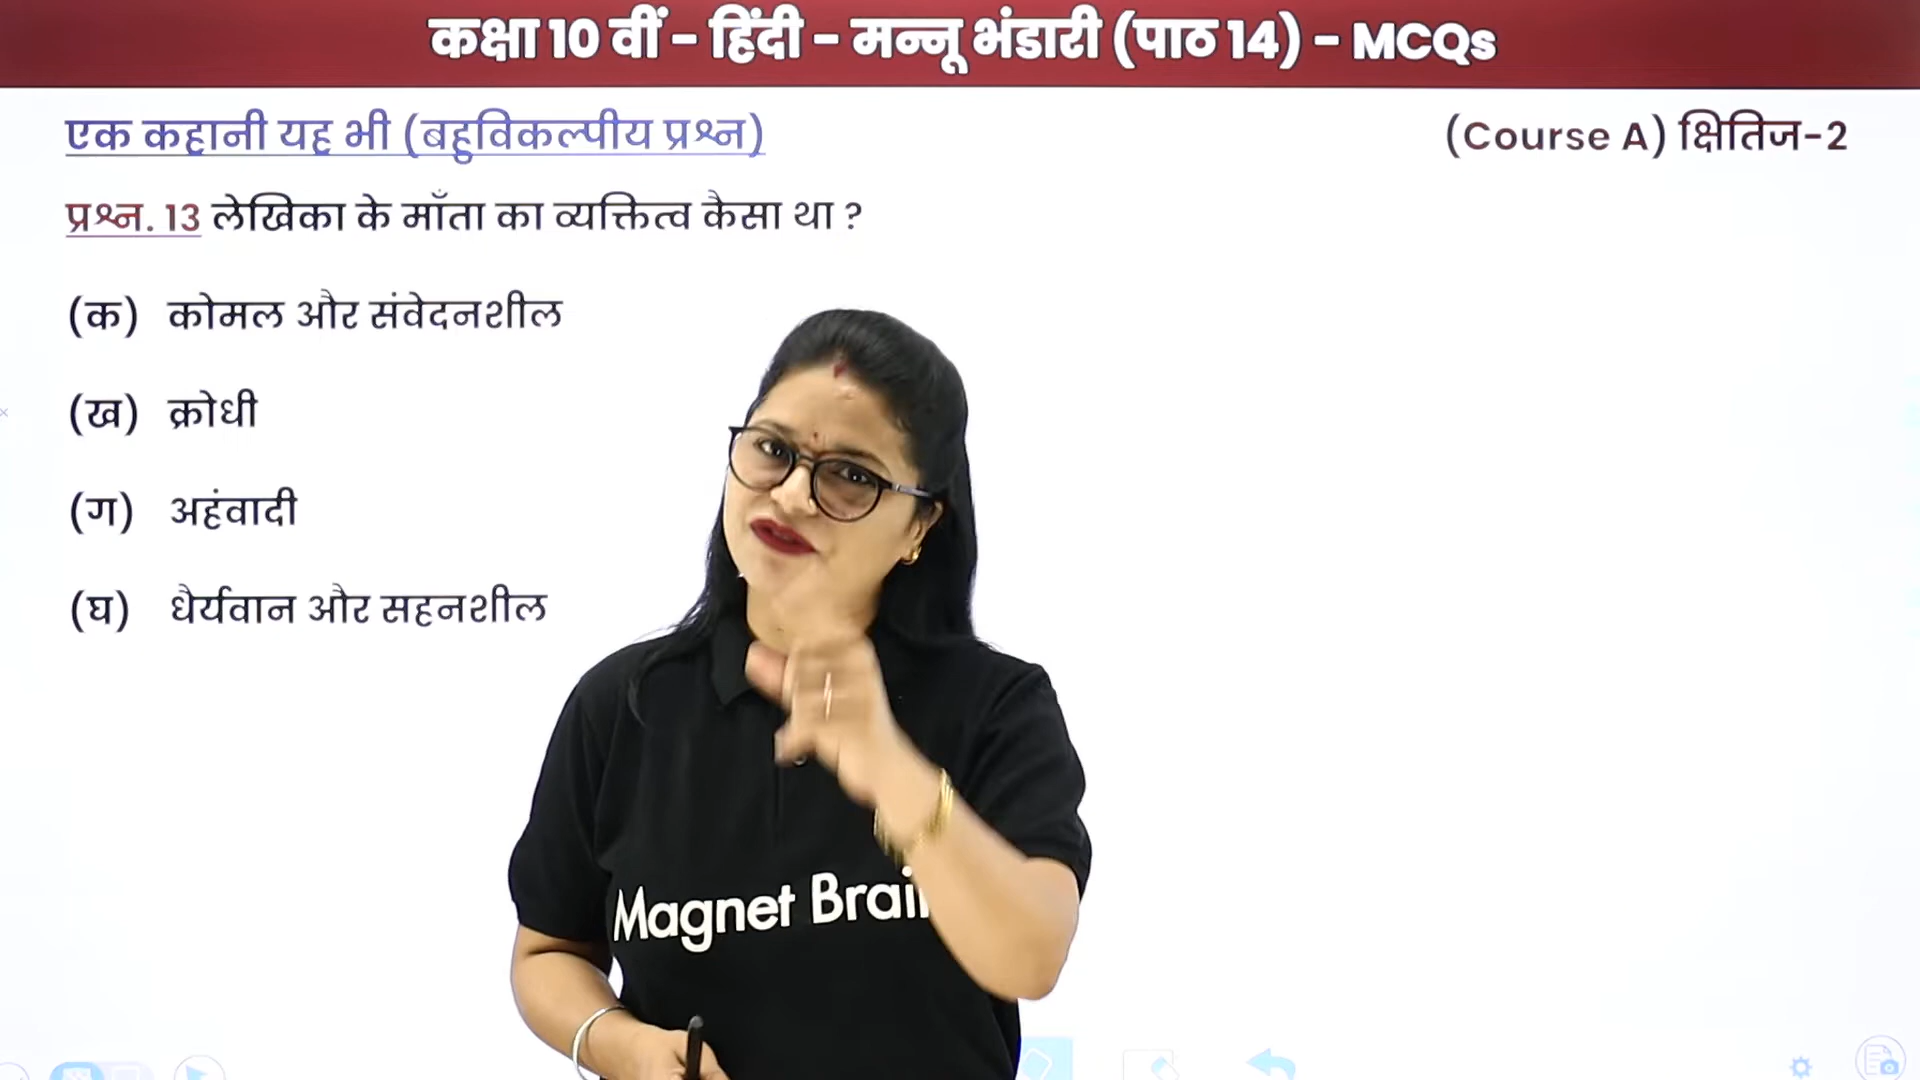 कक्षा 10 वीं - हिंदी - मन्नू भंडारी (पाठ 14) - MCQs
एक कहानी यह भी (बहुविकल्पीय प्रश्न)
(Course A) क्षितिज-2
प्रश्न. 13 लेखिका के माँता का व्यक्तित्व कैसा था ?
(क) कोमल और संवेदनशील
(ख) क्रोधी
(ग) अहंवादी
(घ) धैर्यवान और सहनशील
Magnet Brai